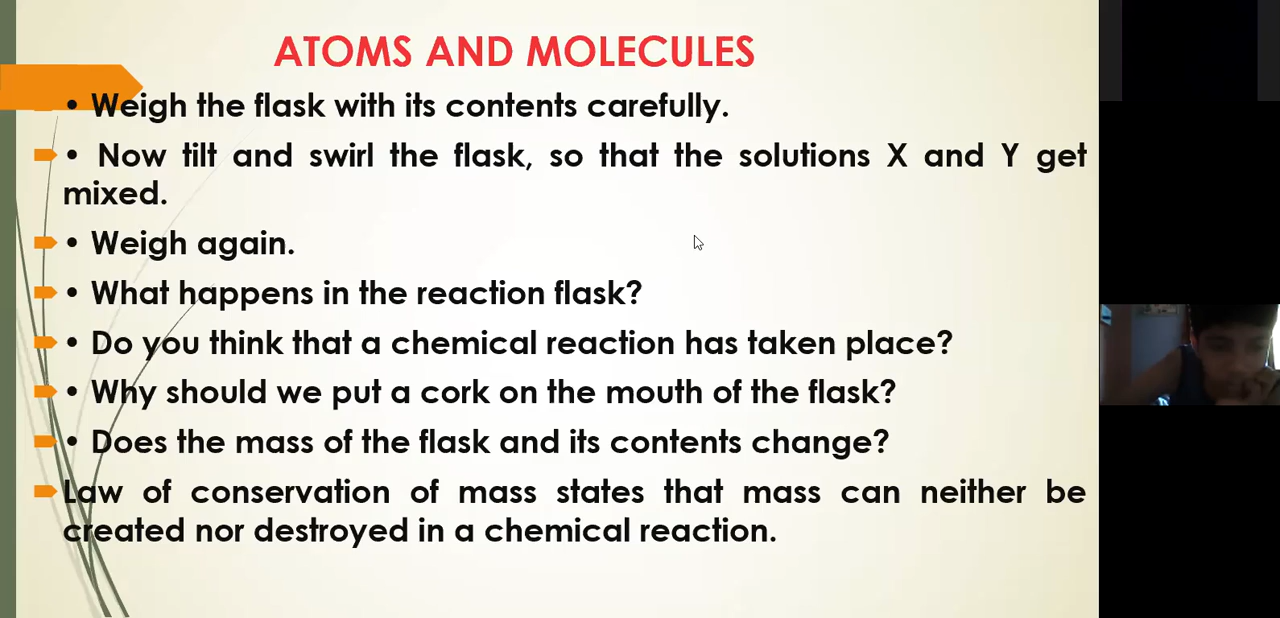 ATOMS AND MOLECULES
• Weigh the flask with its contents carefully.
• Now tilt and swirl the flask, so that the solutions X and Y get
mixed.
• Weigh again.
• What happens in the reaction flask?
• Do you think that a chemical reaction has taken place?
• Why should we put a cork on the mouth of the flask?
• Does the mass of the flask and its contents change?
Law of conservation of mass states that mass can neither be
created nor destroyed in a chemical reaction.